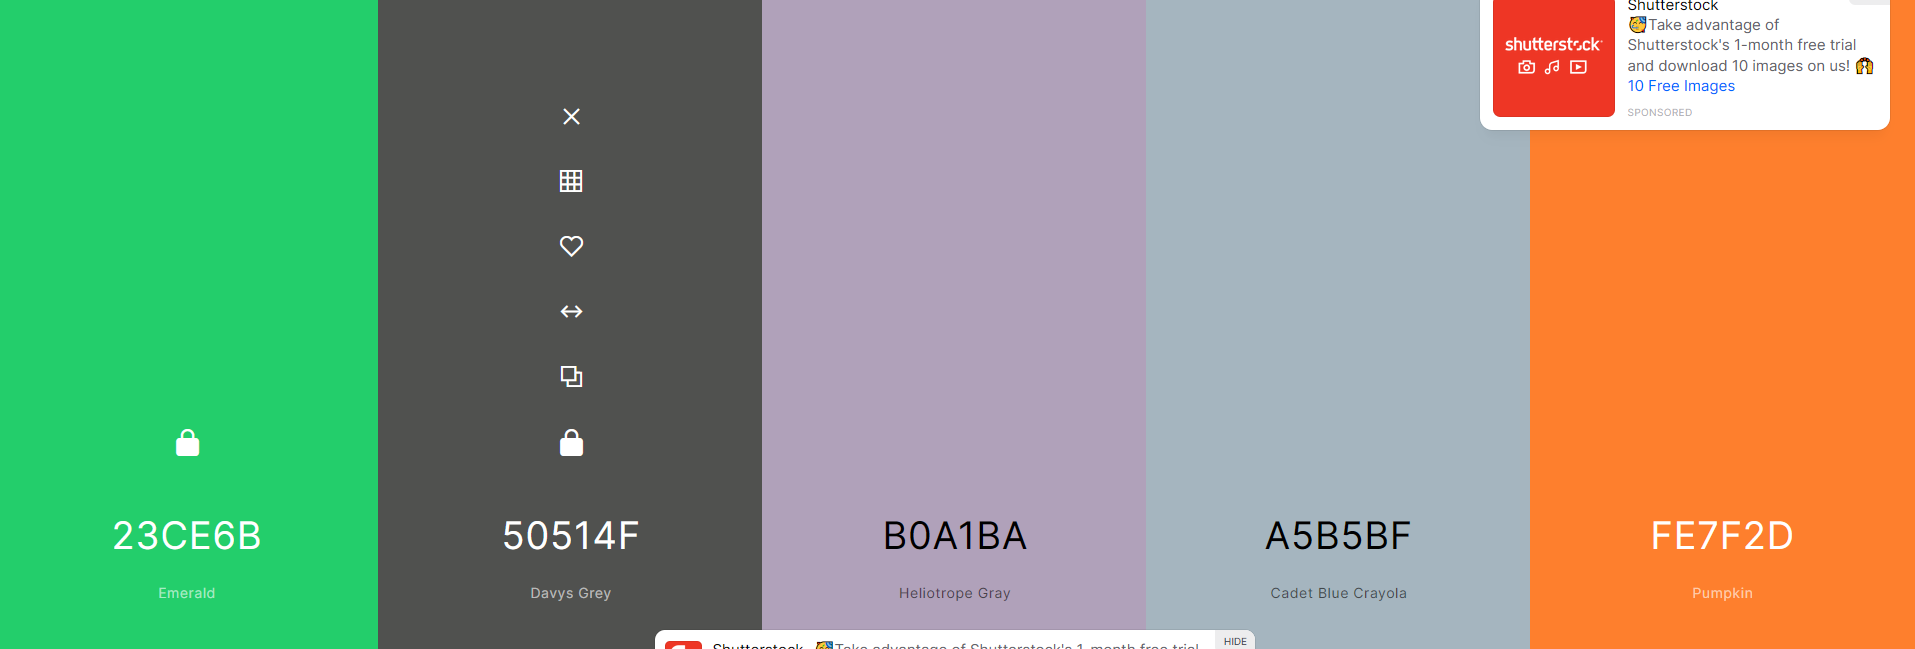 Shutterstock
🥳Take advantage of
Shutterstock's 1-month free trial
and download 10 images on us! 🙌
10 Free Images
SPONSORED
shutterstock
23CE6B
Emerald
50514F
Davys Grey
B0A1BA
Heliotrope Gray
A5B5BF
Cadet Blue Crayola
FE7F2D
Pumpkin
Shutterstock 🥳Take advantage of Shutterstock's 1-month free trial
HIDE